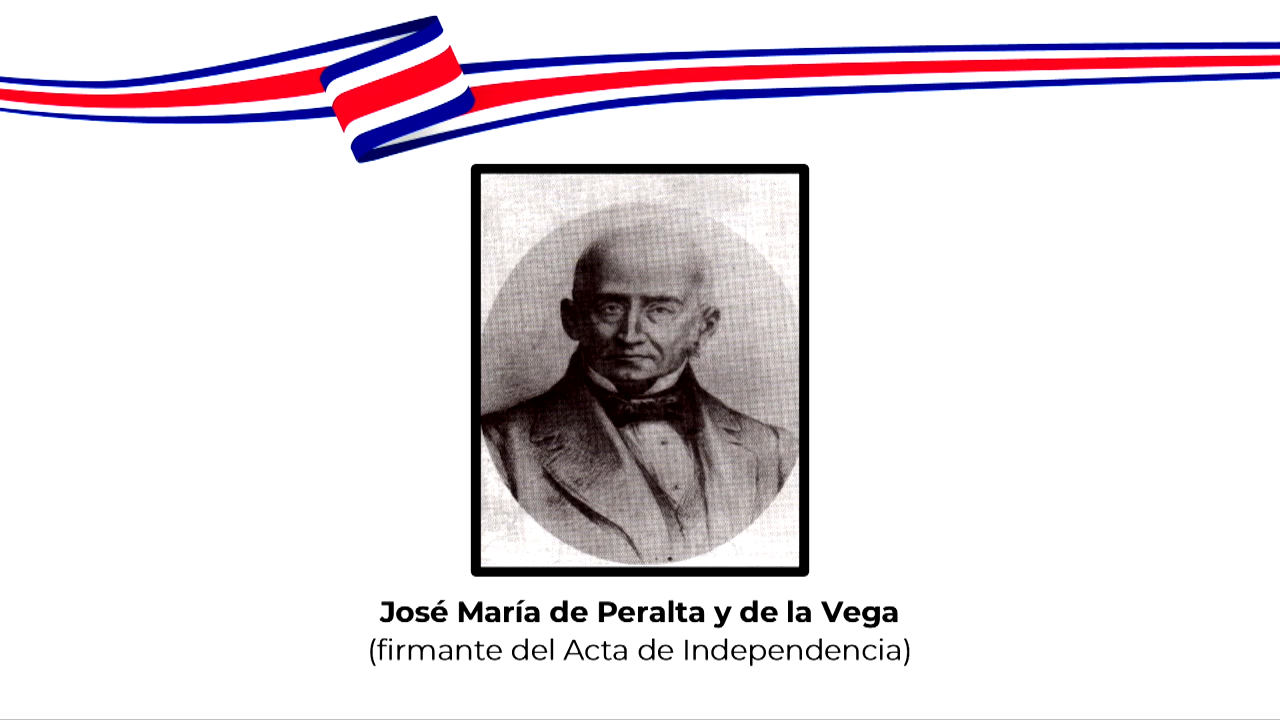 José María de Peralta y de la Vega
(firmante del Acta de Independencia)